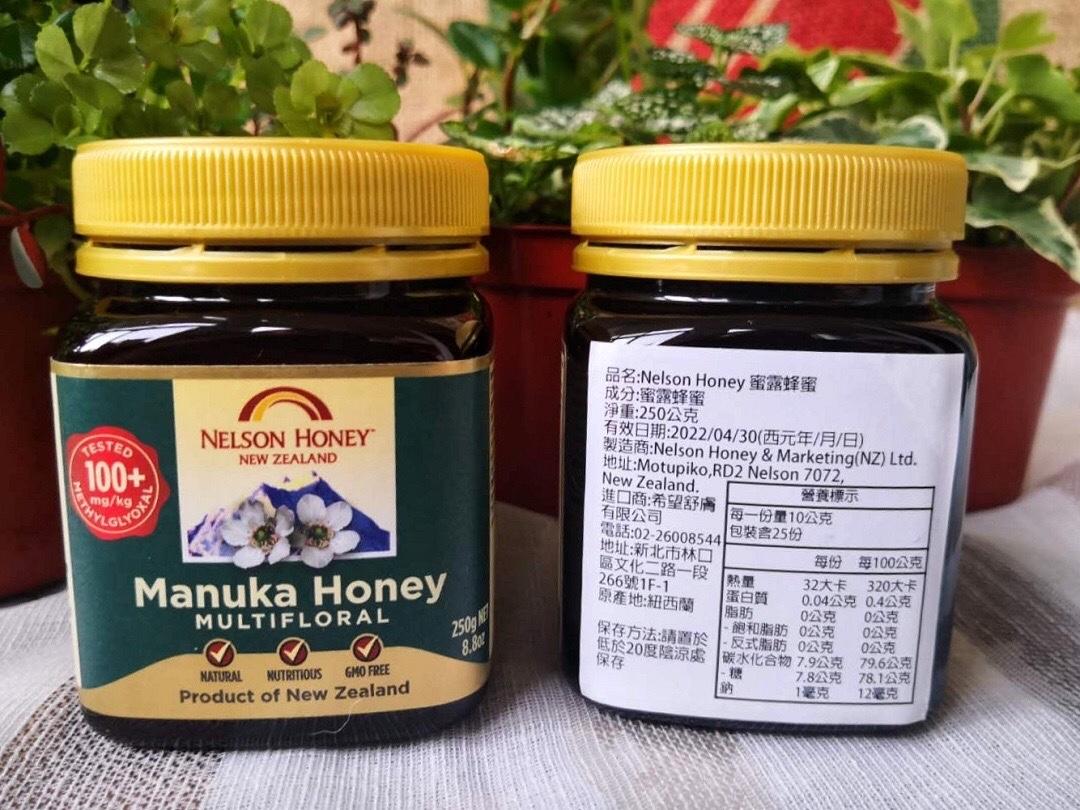 NELSON HONEY™
NEW ZEALAND
TESTED
100+
mg/kg
METHYLGLYOXAL
Manuka Honey
MULTIFLORAL
250g NET
8.8oz
NATURAL
NUTRITIOUS
GMO FREE
Product of New Zealand
品名:Nelson Honey 蜜露蜂蜜
成分:蜜露蜂蜜
淨重:250公克
有效日期:2022/04/30(西元年/月/日)
製造商:Nelson Honey & Marketing(NZ) Ltd.
地址:Motupiko,RD2 Nelson 7072,
New Zealand.
進口商:希望舒膚
有限公司
電話:02-26008544
地址:新北市林口
區文化二路一段
266號1F-1
原產地:紐西蘭
保存方法:請置於
低於20度陰涼處
保存
營養標示
每一份量10公克
包裝含25份
每份 每100公克
熱量 32大卡 320大卡
蛋白質 0.04公克 0.4公克
脂肪 0公克 0公克
- 飽和脂肪 0公克 0公克
- 反式脂肪 0公克 0公克
碳水化合物 7.9公克 79.6公克
- 糖 7.8公克 78.1公克
鈉 1毫克 12毫克